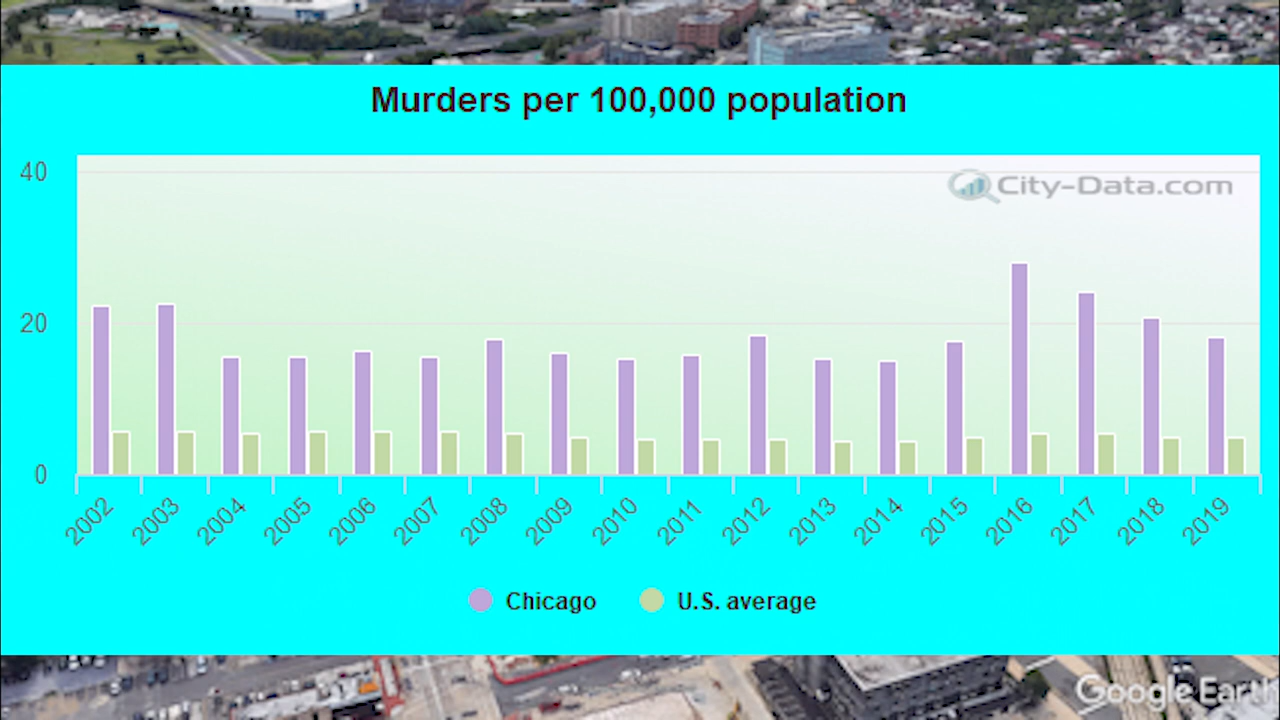 Murders per 100,000 population
City-Data.com
40
20
0
2002 2003 2004 2005 2006 2007 2008 2009 2010 2011 2012 2013 2014 2015 2016 2017 2018 2019
Chicago U.S. average
Google Earth